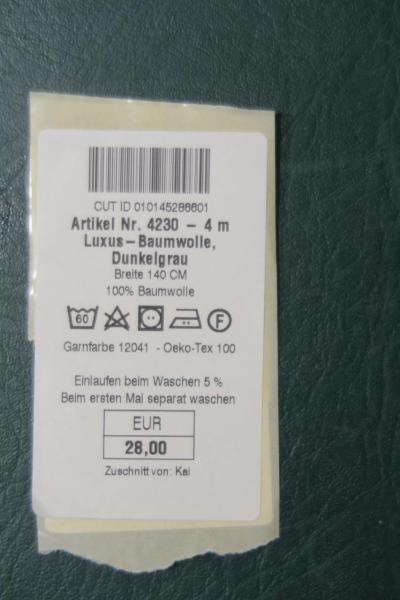 CUT ID 010145286601
Artikel Nr. 4230 - 4 m
Luxus-Baumwolle,
Dunkelgrau
Breite 140 CM
100% Baumwolle
60 F
Garnfarbe 12041 - Oeko-Tex 100
Einlaufen beim Waschen 5 %
Beim ersten Mal separat waschen
EUR
28,00
Zuschnitt von: Kai